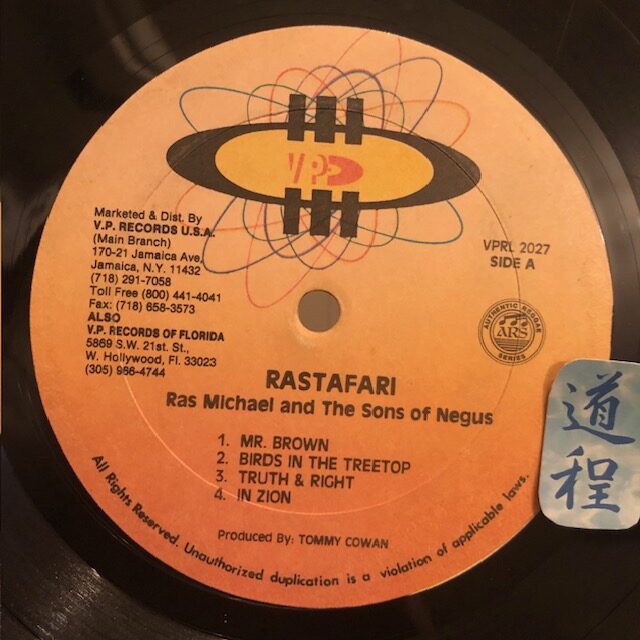 VP
Marketed & Dist. By
V.P. RECORDS U.S.A.
(Main Branch)
170-21 Jamaica Ave.
Jamaica, N.Y. 11432
(718) 291-7058
Toll Free (800) 441-4041
Fax: (718) 658-3573
ALSO
V.P. RECORDS OF FLORIDA
5869 S.W. 21st. St.,
W. Hollywood, Fl. 33023
(305) 966-4744
VPRL 2027
SIDE A
AUTHENTIC REGGAE
ARS
SERIES
RASTAFARI
Ras Michael and The Sons of Negus
1. MR. BROWN
2. BIRDS IN THE TREETOP
3. TRUTH & RIGHT
4. IN ZION
Produced By: TOMMY COWAN
All Rights Reserved. Unauthorized duplication is a violation of applicable laws.
道程